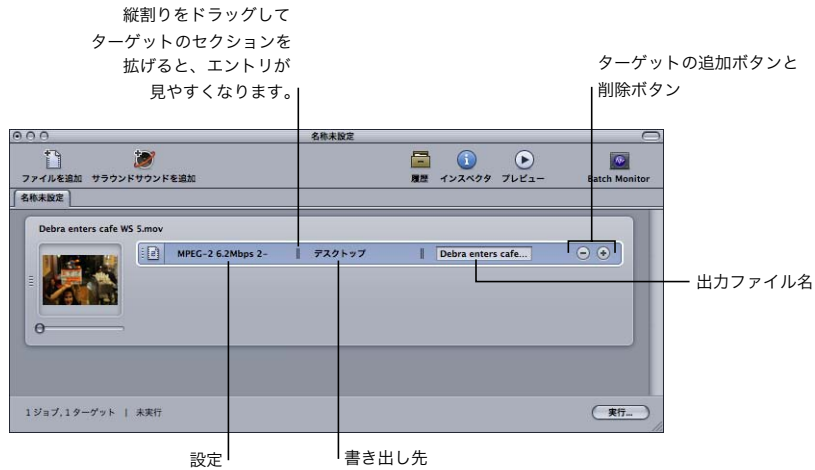 縦割りをドラッグして
ターゲットのセクションを
拡げると、エントリが
見やすくなります。
ターゲットの追加ボタンと
削除ボタン
名称未設定
ファイルを追加 サラウンドサウンドを追加 履歴 インスペクタ プレビュー Batch Monitor
名称未設定
Debra enters cafe WS 5.mov
MPEG-2 6.2Mbps 2- デスクトップ Debra enters cafe...
出力ファイル名
1 ジョブ, 1 ターゲット | 未実行 実行...
設定 書き出し先